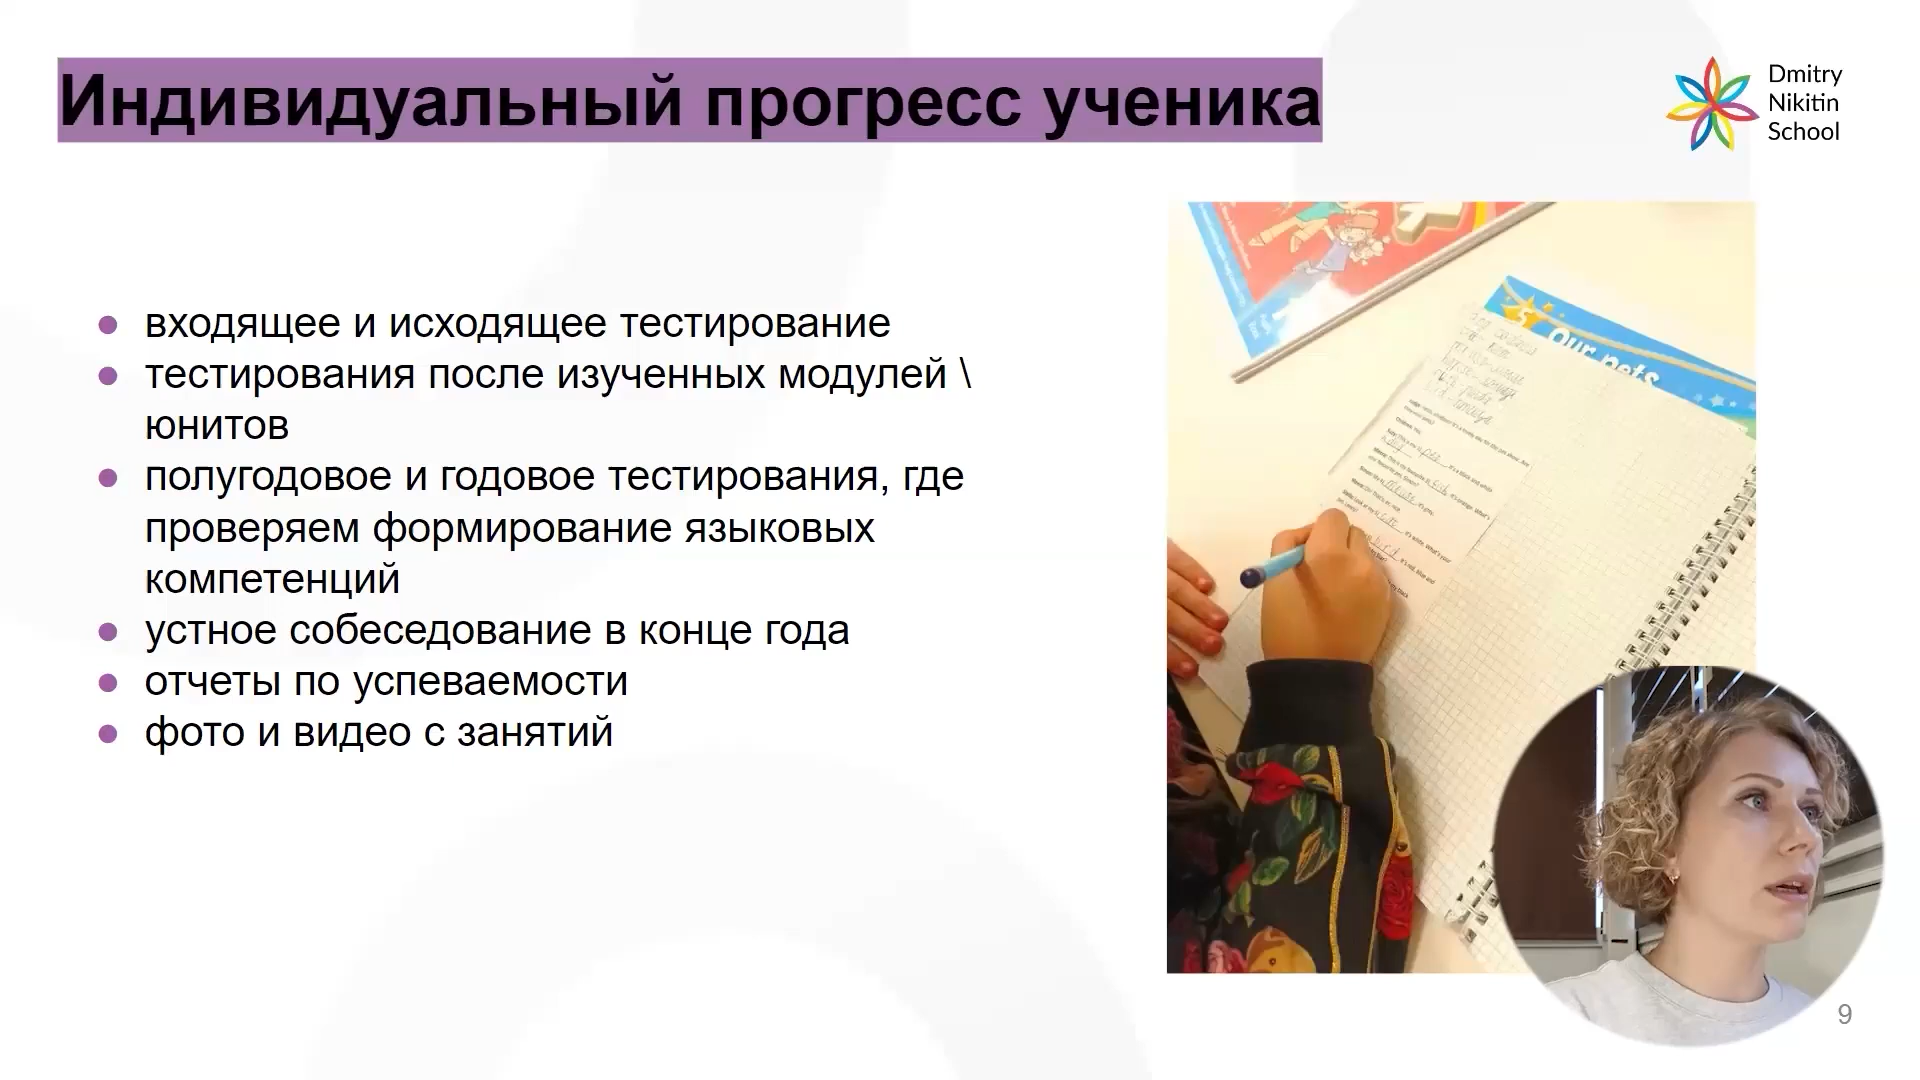 Индивидуальный прогресс ученика
Dmitry
Nikitin
School
входящее и исходящее тестирование
тестирования после изученных модулей \
юнитов
полугодовое и годовое тестирования, где
проверяем формирование языковых
компетенций
устное собеседование в конце года
отчеты по успеваемости
фото и видео с занятий
5 Our pets
9